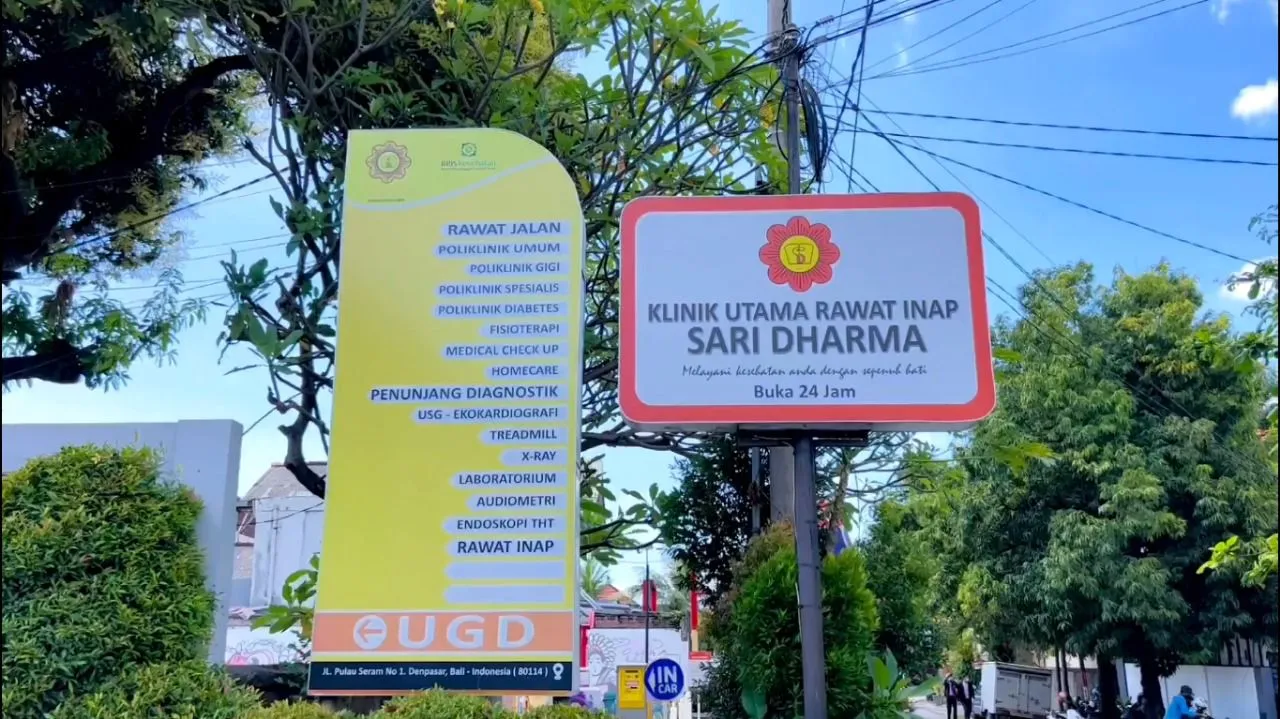 BPJS Kesehatan
RAWAT JALAN
POLIKLINIK UMUM
POLIKLINIK GIGI
POLIKLINIK SPESIALIS
POLIKLINIK DIABETES
FISIOTERAPI
MEDICAL CHECK UP
HOMECARE
PENUNJANG DIAGNOSTIK
USG - EKOKARDIOGRAFI
TREADMILL
X-RAY
LABORATORIUM
AUDIOMETRI
ENDOSKOPI THT
RAWAT INAP
UGD
JL. Pulau Seram No 1. Denpasar, Bali - Indonesia ( 80114 )
KLINIK UTAMA RAWAT INAP
SARI DHARMA
Melayani kesehatan anda dengan sepenuh hati
Buka 24 Jam
IN
CAR